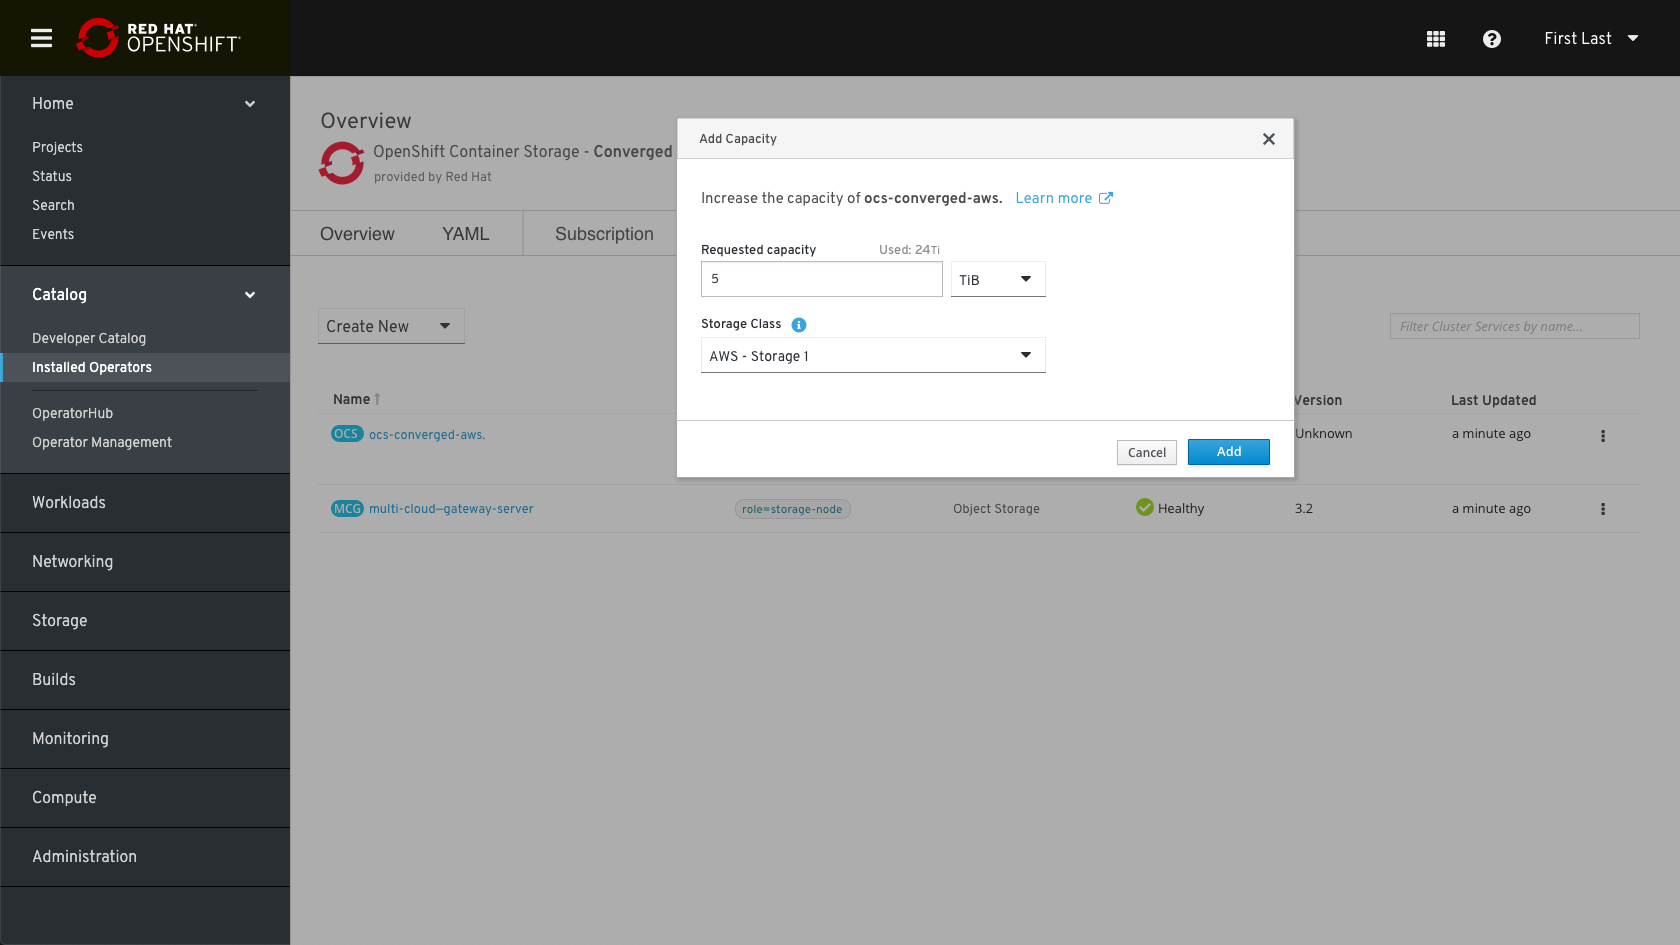 RED HAT®
OPENSHIFT®
First Last
Home
Projects
Status
Search
Events
Catalog
Developer Catalog
Installed Operators
OperatorHub
Operator Management
Workloads
Networking
Storage
Builds
Monitoring
Compute
Administration
Overview
OpenShift Container Storage - Converged
provided by Red Hat
Overview YAML Subscription
Create New
Filter Cluster Services by name...
Name Version Last Updated
OCS ocs-converged-aws. Unknown a minute ago
MCG multi-cloud—gateway-server role=storage-node Object Storage Healthy 3.2 a minute ago
Add Capacity
Increase the capacity of ocs-converged-aws. Learn more
Requested capacity Used: 24Ti
5 TiB
Storage Class
AWS - Storage 1
Cancel Add